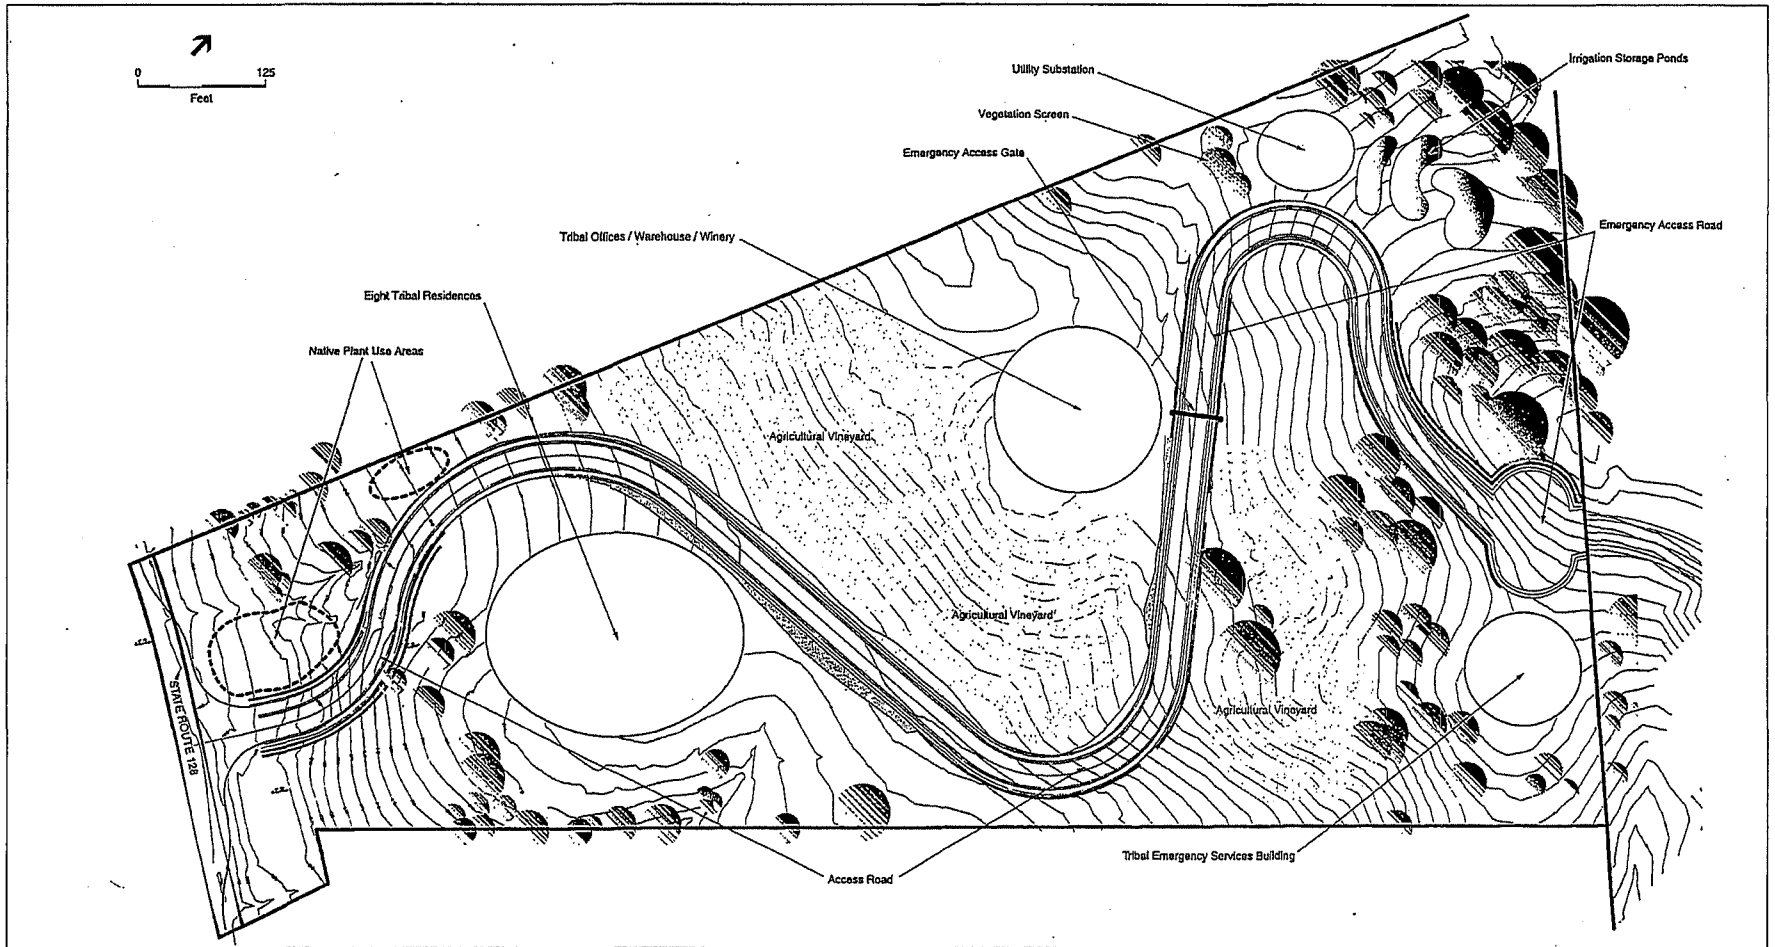 0 125
Feet
Utility Substation
Irrigation Storage Ponds
Vegetation Screen
Emergency Access Gate
Emergency Access Road
Tribal Offices / Warehouse / Winery
Eight Tribal Residences
Native Plant Use Areas
Agricultural Vineyard
Agricultural Vineyard
Agricultural Vineyard
STATE ROUTE 128
Tribal Emergency Services Building
Access Road